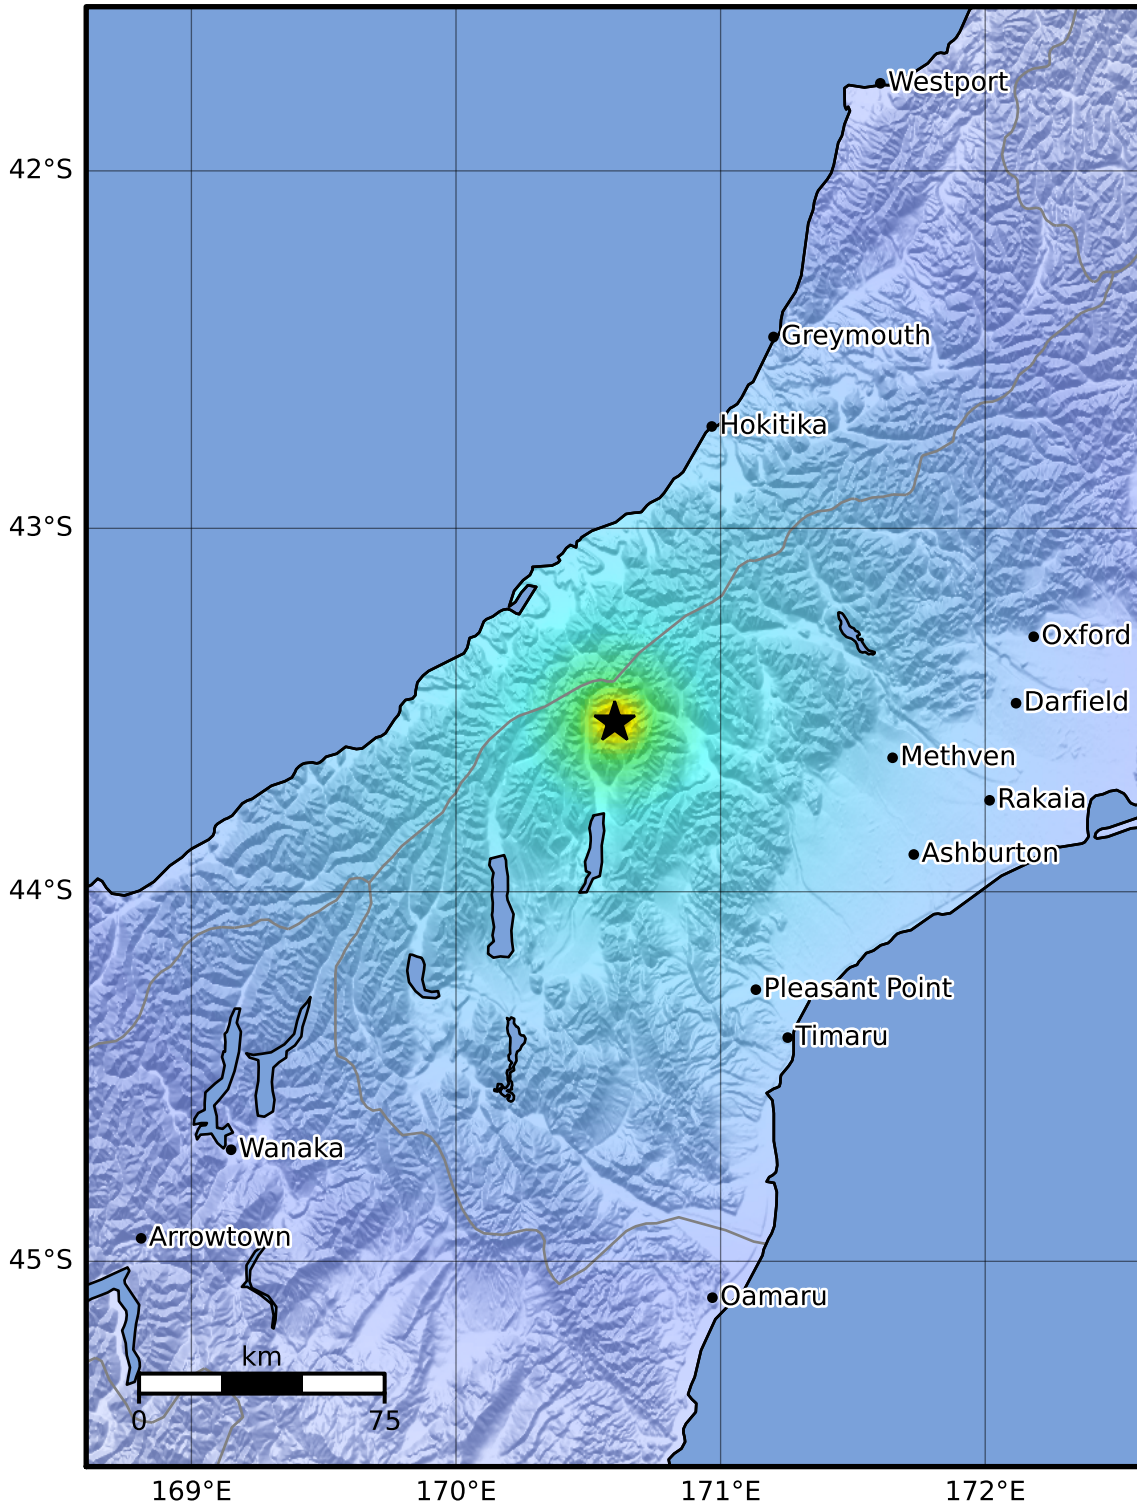 Westport
42°S
Greymouth
Hokitika
43°S
Oxford
Darfield
Methven
Rakaia
Ashburton
44°S
Pleasant Point
Timaru
Wanaka
Arrowtown
45°S
Oamaru
km
0 75
169°E 170°E 171°E 172°E